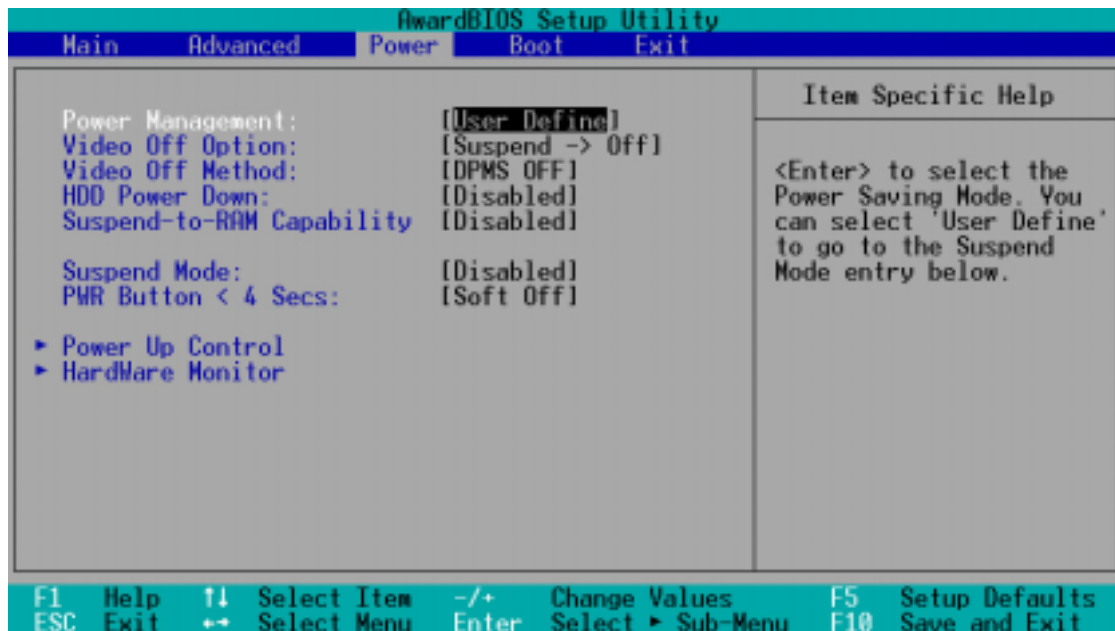 AwardBIOS Setup Utility
Main Advanced Power Boot Exit
Power Management: [User Define]
Video Off Option: [Suspend -> Off]
Video Off Method: [DPMS OFF]
HDD Power Down: [Disabled]
Suspend-to-RAM Capability [Disabled]
Suspend Mode: [Disabled]
PWR Button < 4 Secs: [Soft Off]
► Power Up Control
► HardWare Monitor
Item Specific Help
<Enter> to select the
Power Saving Mode. You
can select 'User Define'
to go to the Suspend
Mode entry below.
F1 Help ↑↓ Select Item -/+ Change Values F5 Setup Defaults
ESC Exit ←→ Select Menu Enter Select ► Sub-Menu F10 Save and Exit